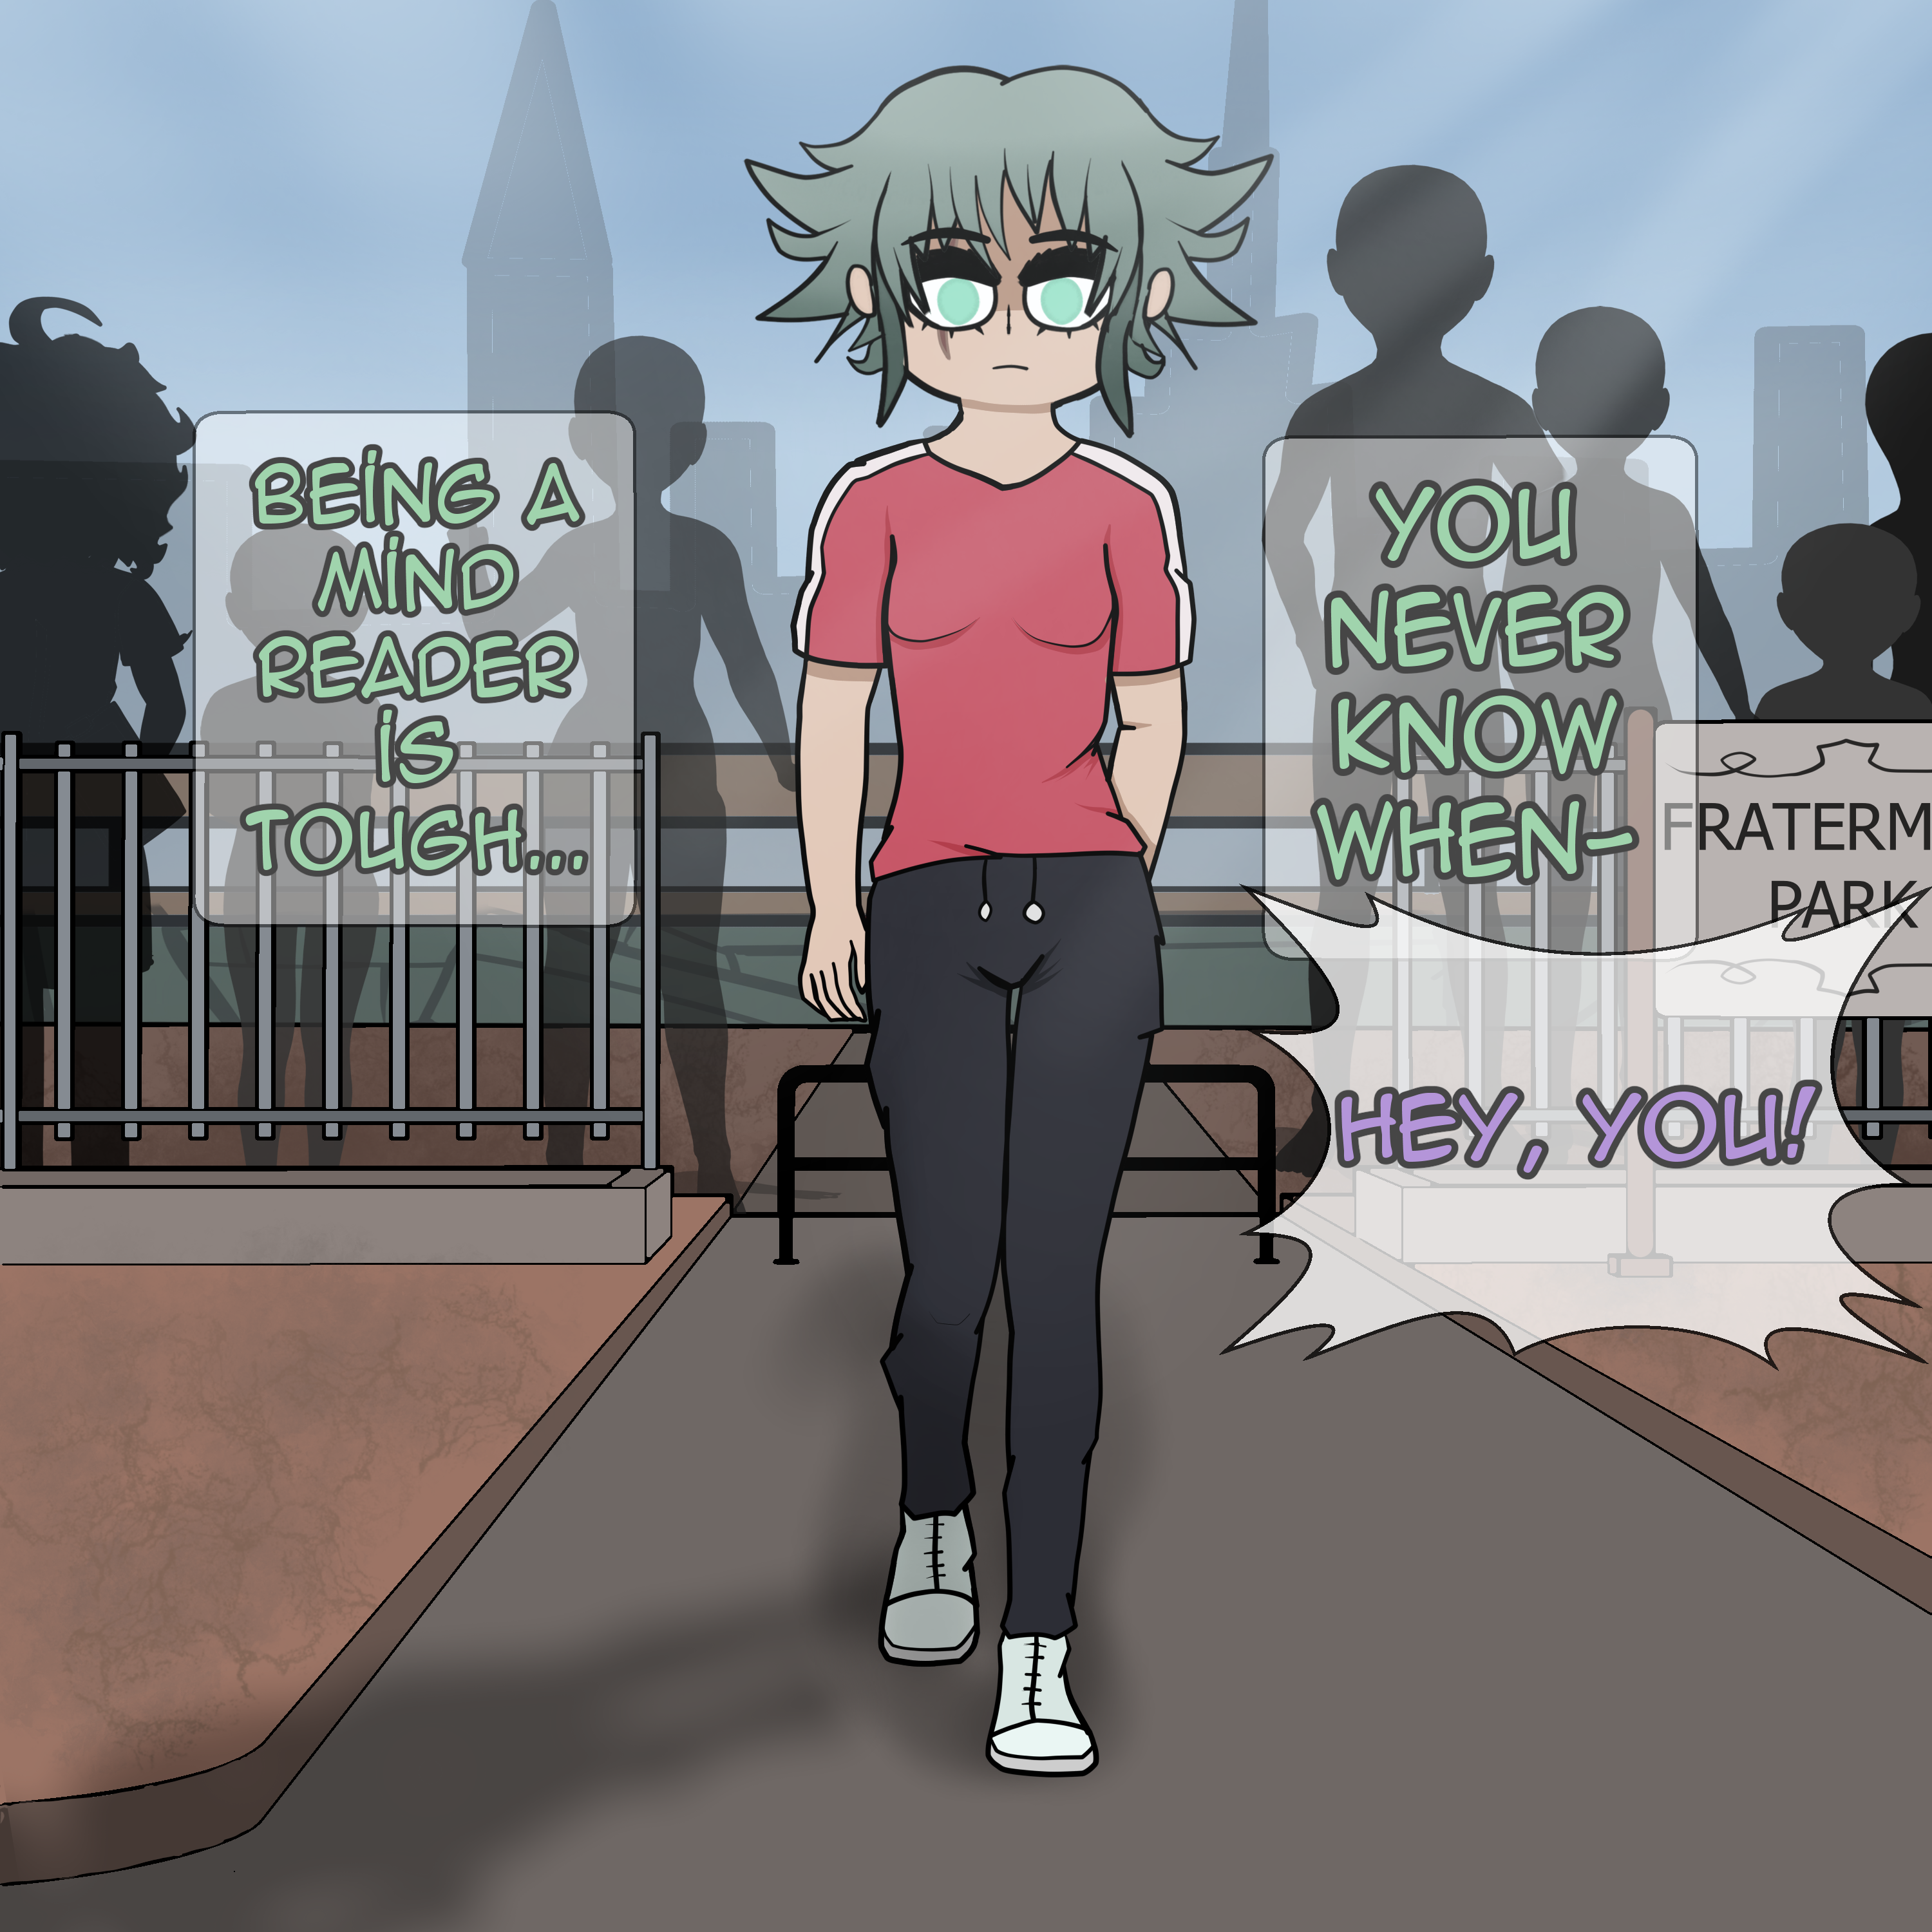 BEING A
MIND
READER
IS
TOUGH...
YOU
NEVER
KNOW
WHEN-
FRATERM
PARK
HEY, YOU!